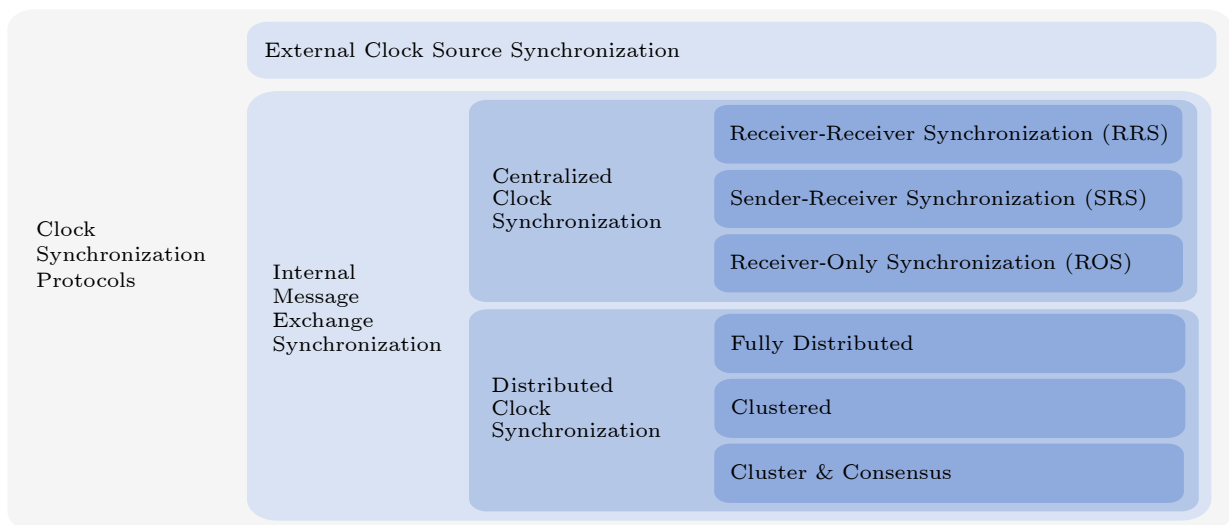 External Clock Source Synchronization
Clock
Synchronization
Protocols
Internal
Message
Exchange
Synchronization
Centralized
Clock
Synchronization
Receiver-Receiver Synchronization (RRS)
Sender-Receiver Synchronization (SRS)
Receiver-Only Synchronization (ROS)
Distributed
Clock
Synchronization
Fully Distributed
Clustered
Cluster & Consensus